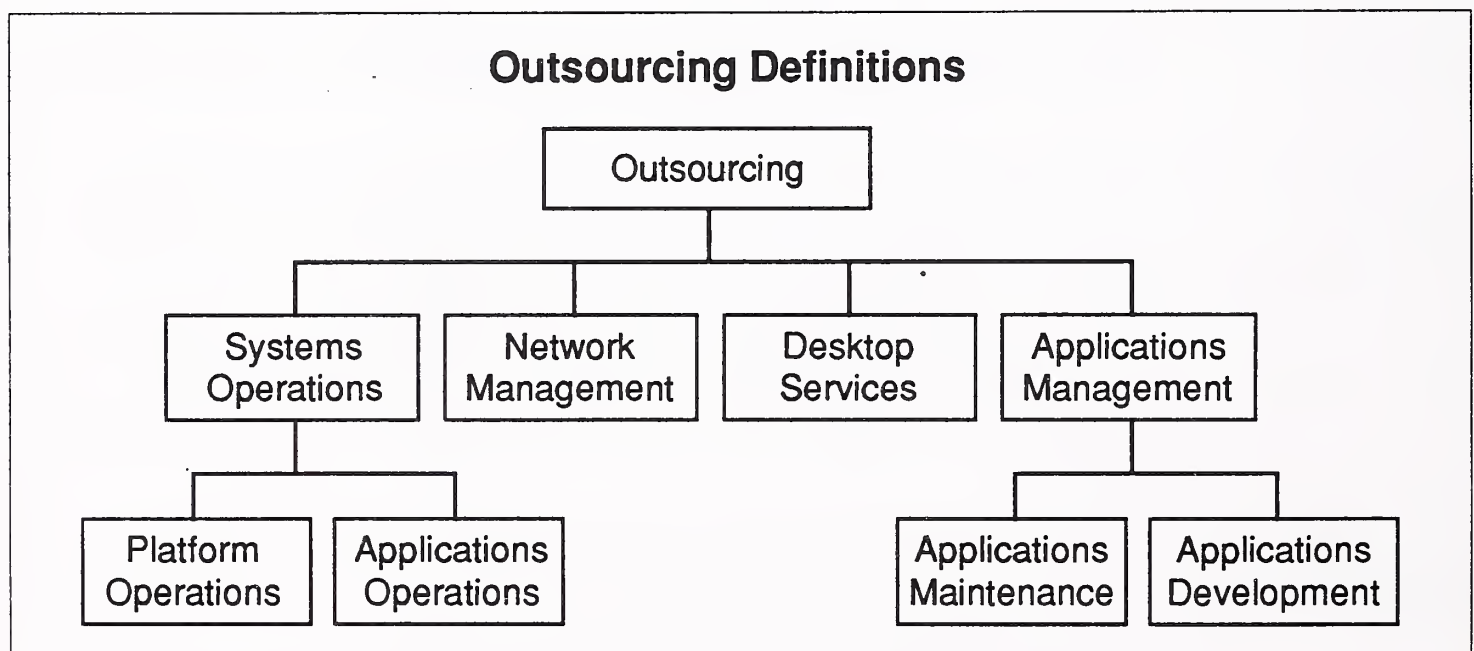 Outsourcing Definitions
Outsourcing
Systems
Operations
Network
Management
Desktop
Services
Applications
Management
Platform
Operations
Applications
Operations
Applications
Maintenance
Applications
Development